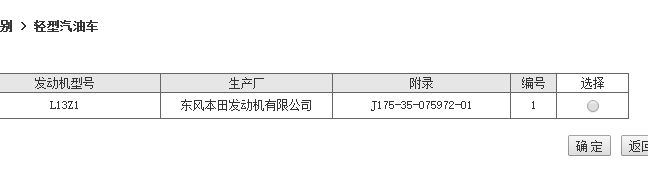 别 > 轻型汽油车
发动机型号 生产厂 附录 编号 选择
L13Z1 东风本田发动机有限公司 J175-35-075972-01 1
确 定 返回